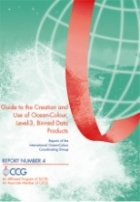 Guide to the Creation and
Use of Ocean-Colour,
Level-3, Binned Data
Products
Reports of the
International Ocean-Colour
Coordinating Group
REPORT NUMBER 4
IOCCG
An Affiliated Program of SCOR
An Associate Member of CEOS